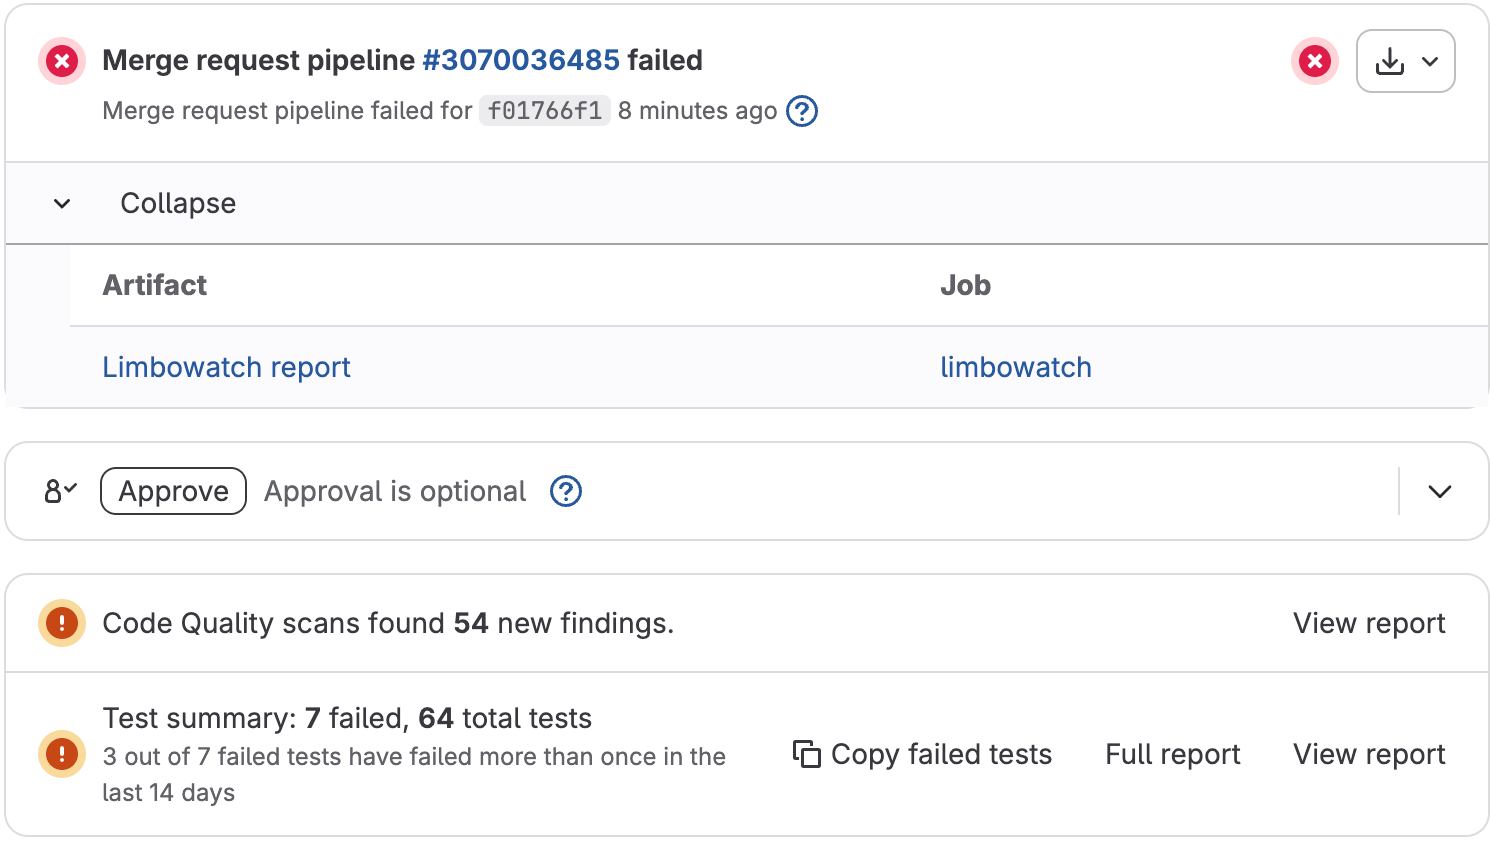 Merge request pipeline #3070036485 failed
Merge request pipeline failed for f01766f1 8 minutes ago
Collapse
Artifact Job
Limbowatch report limbowatch
Approve Approval is optional
Code Quality scans found 54 new findings. View report
Test summary: 7 failed, 64 total tests
3 out of 7 failed tests have failed more than once in the
last 14 days
Copy failed tests Full report View report